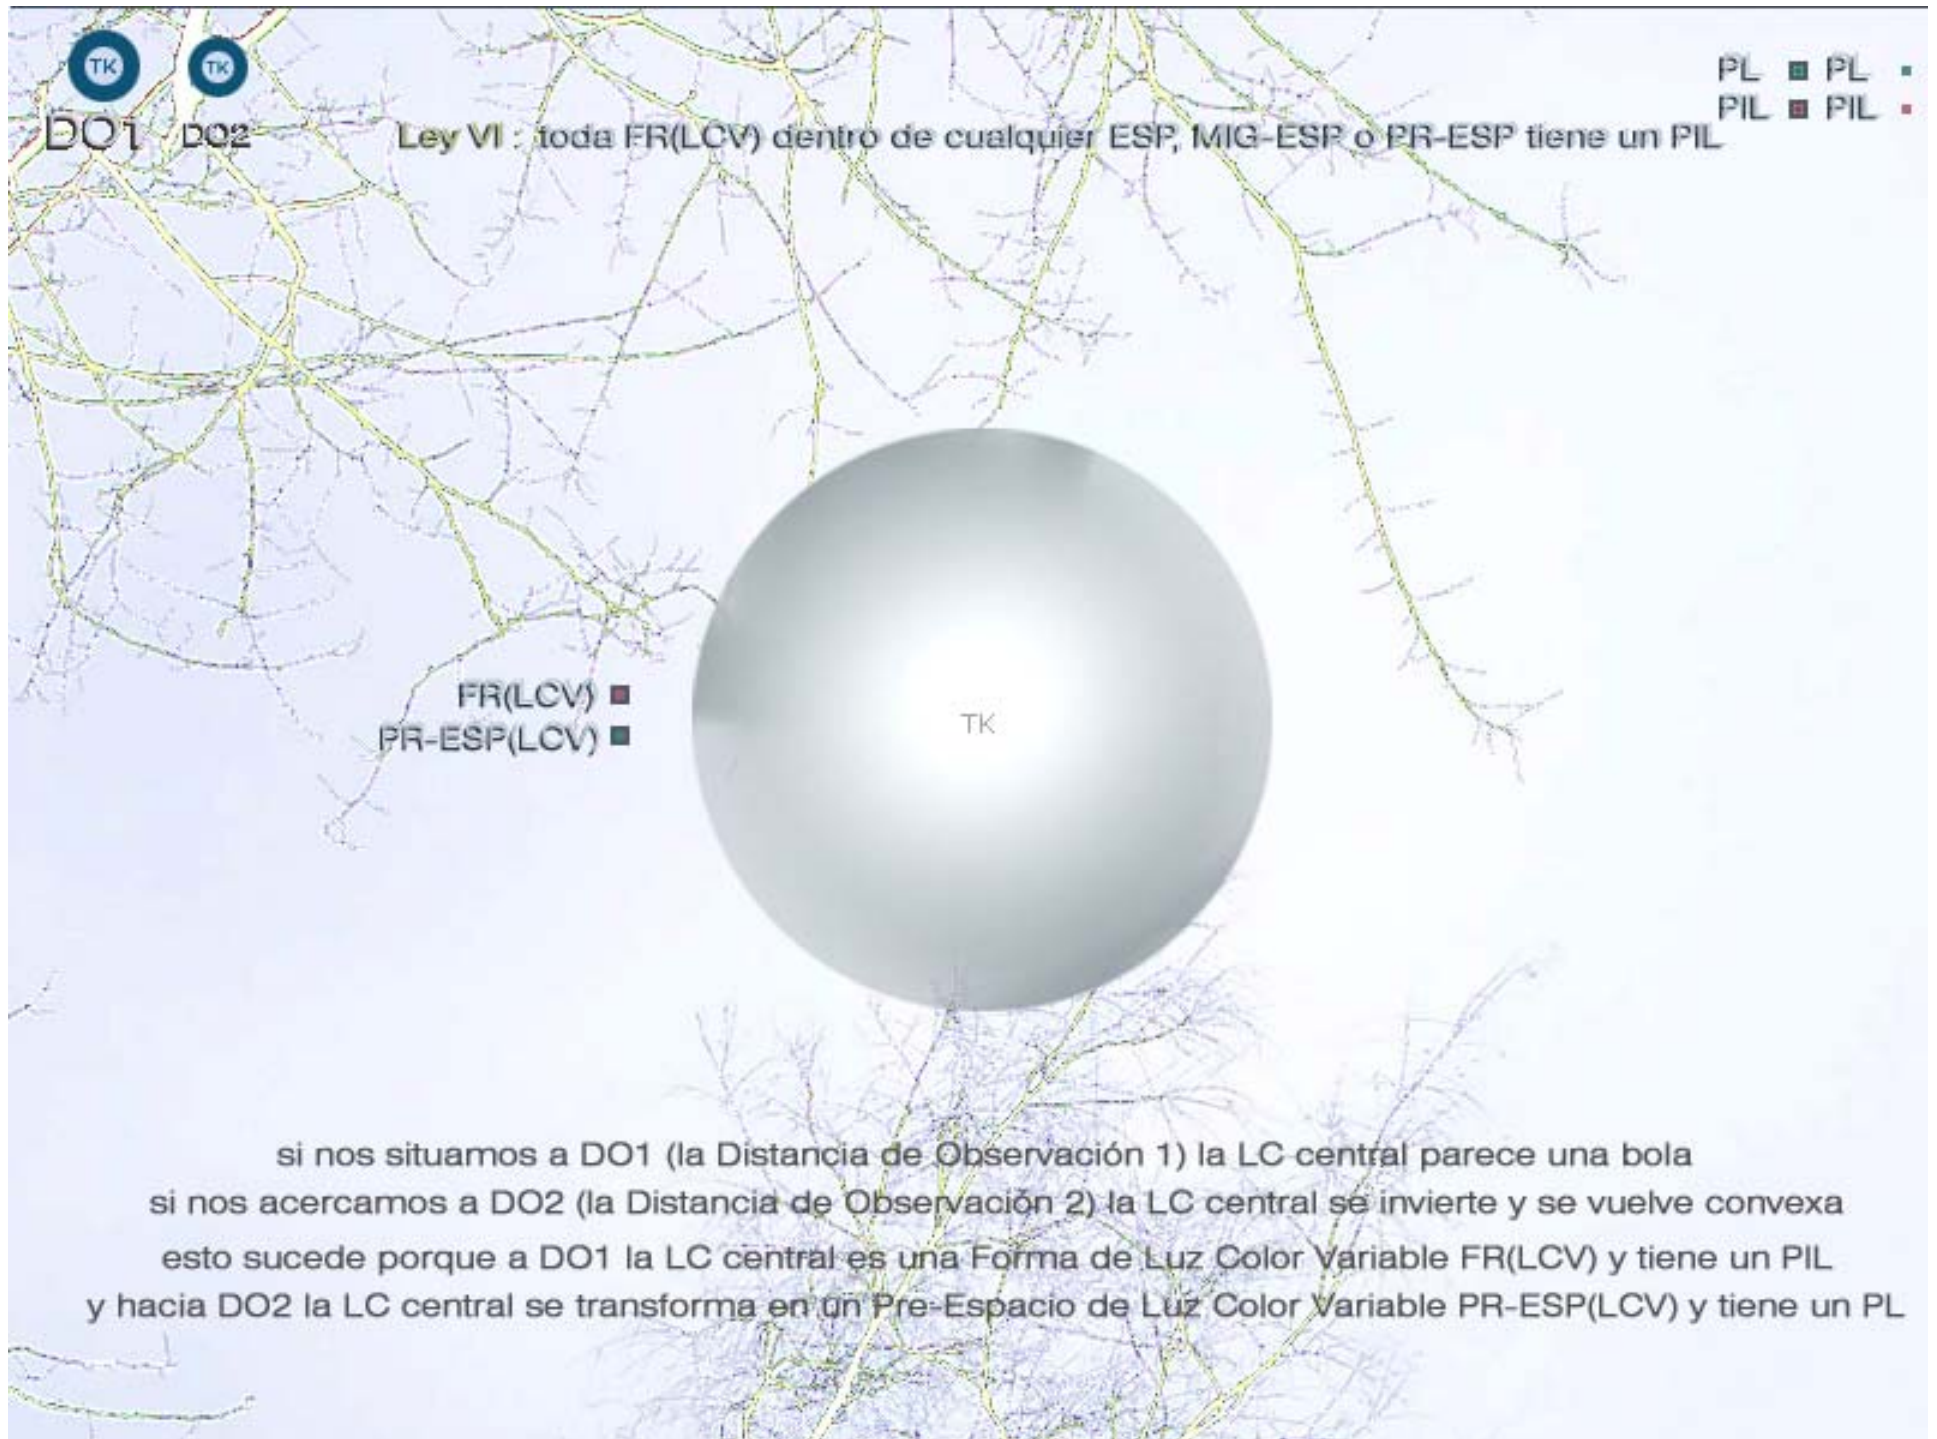 TK TK
DO1 DO2
PL PL
PIL PIL
Ley VI : toda FR(LCV) dentro de cualquier ESP, MIG-ESP o PR-ESP tiene un PIL
FR(LCV)
PR-ESP(LCV)
TK
si nos situamos a DO1 (la Distancia de Observación 1) la LC central parece una bola
si nos acercamos a DO2 (la Distancia de Observación 2) la LC central se invierte y se vuelve convexa
esto sucede porque a DO1 la LC central es una Forma de Luz Color Variable FR(LCV) y tiene un PIL
y hacia DO2 la LC central se transforma en un Pre-Espacio de Luz Color Variable PR-ESP(LCV) y tiene un PL